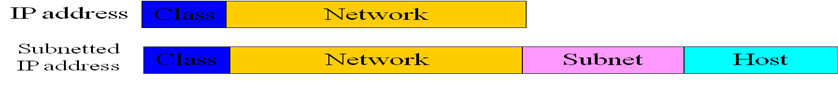 IP address Class Network
Subnetted
IP address Class Network Subnet Host